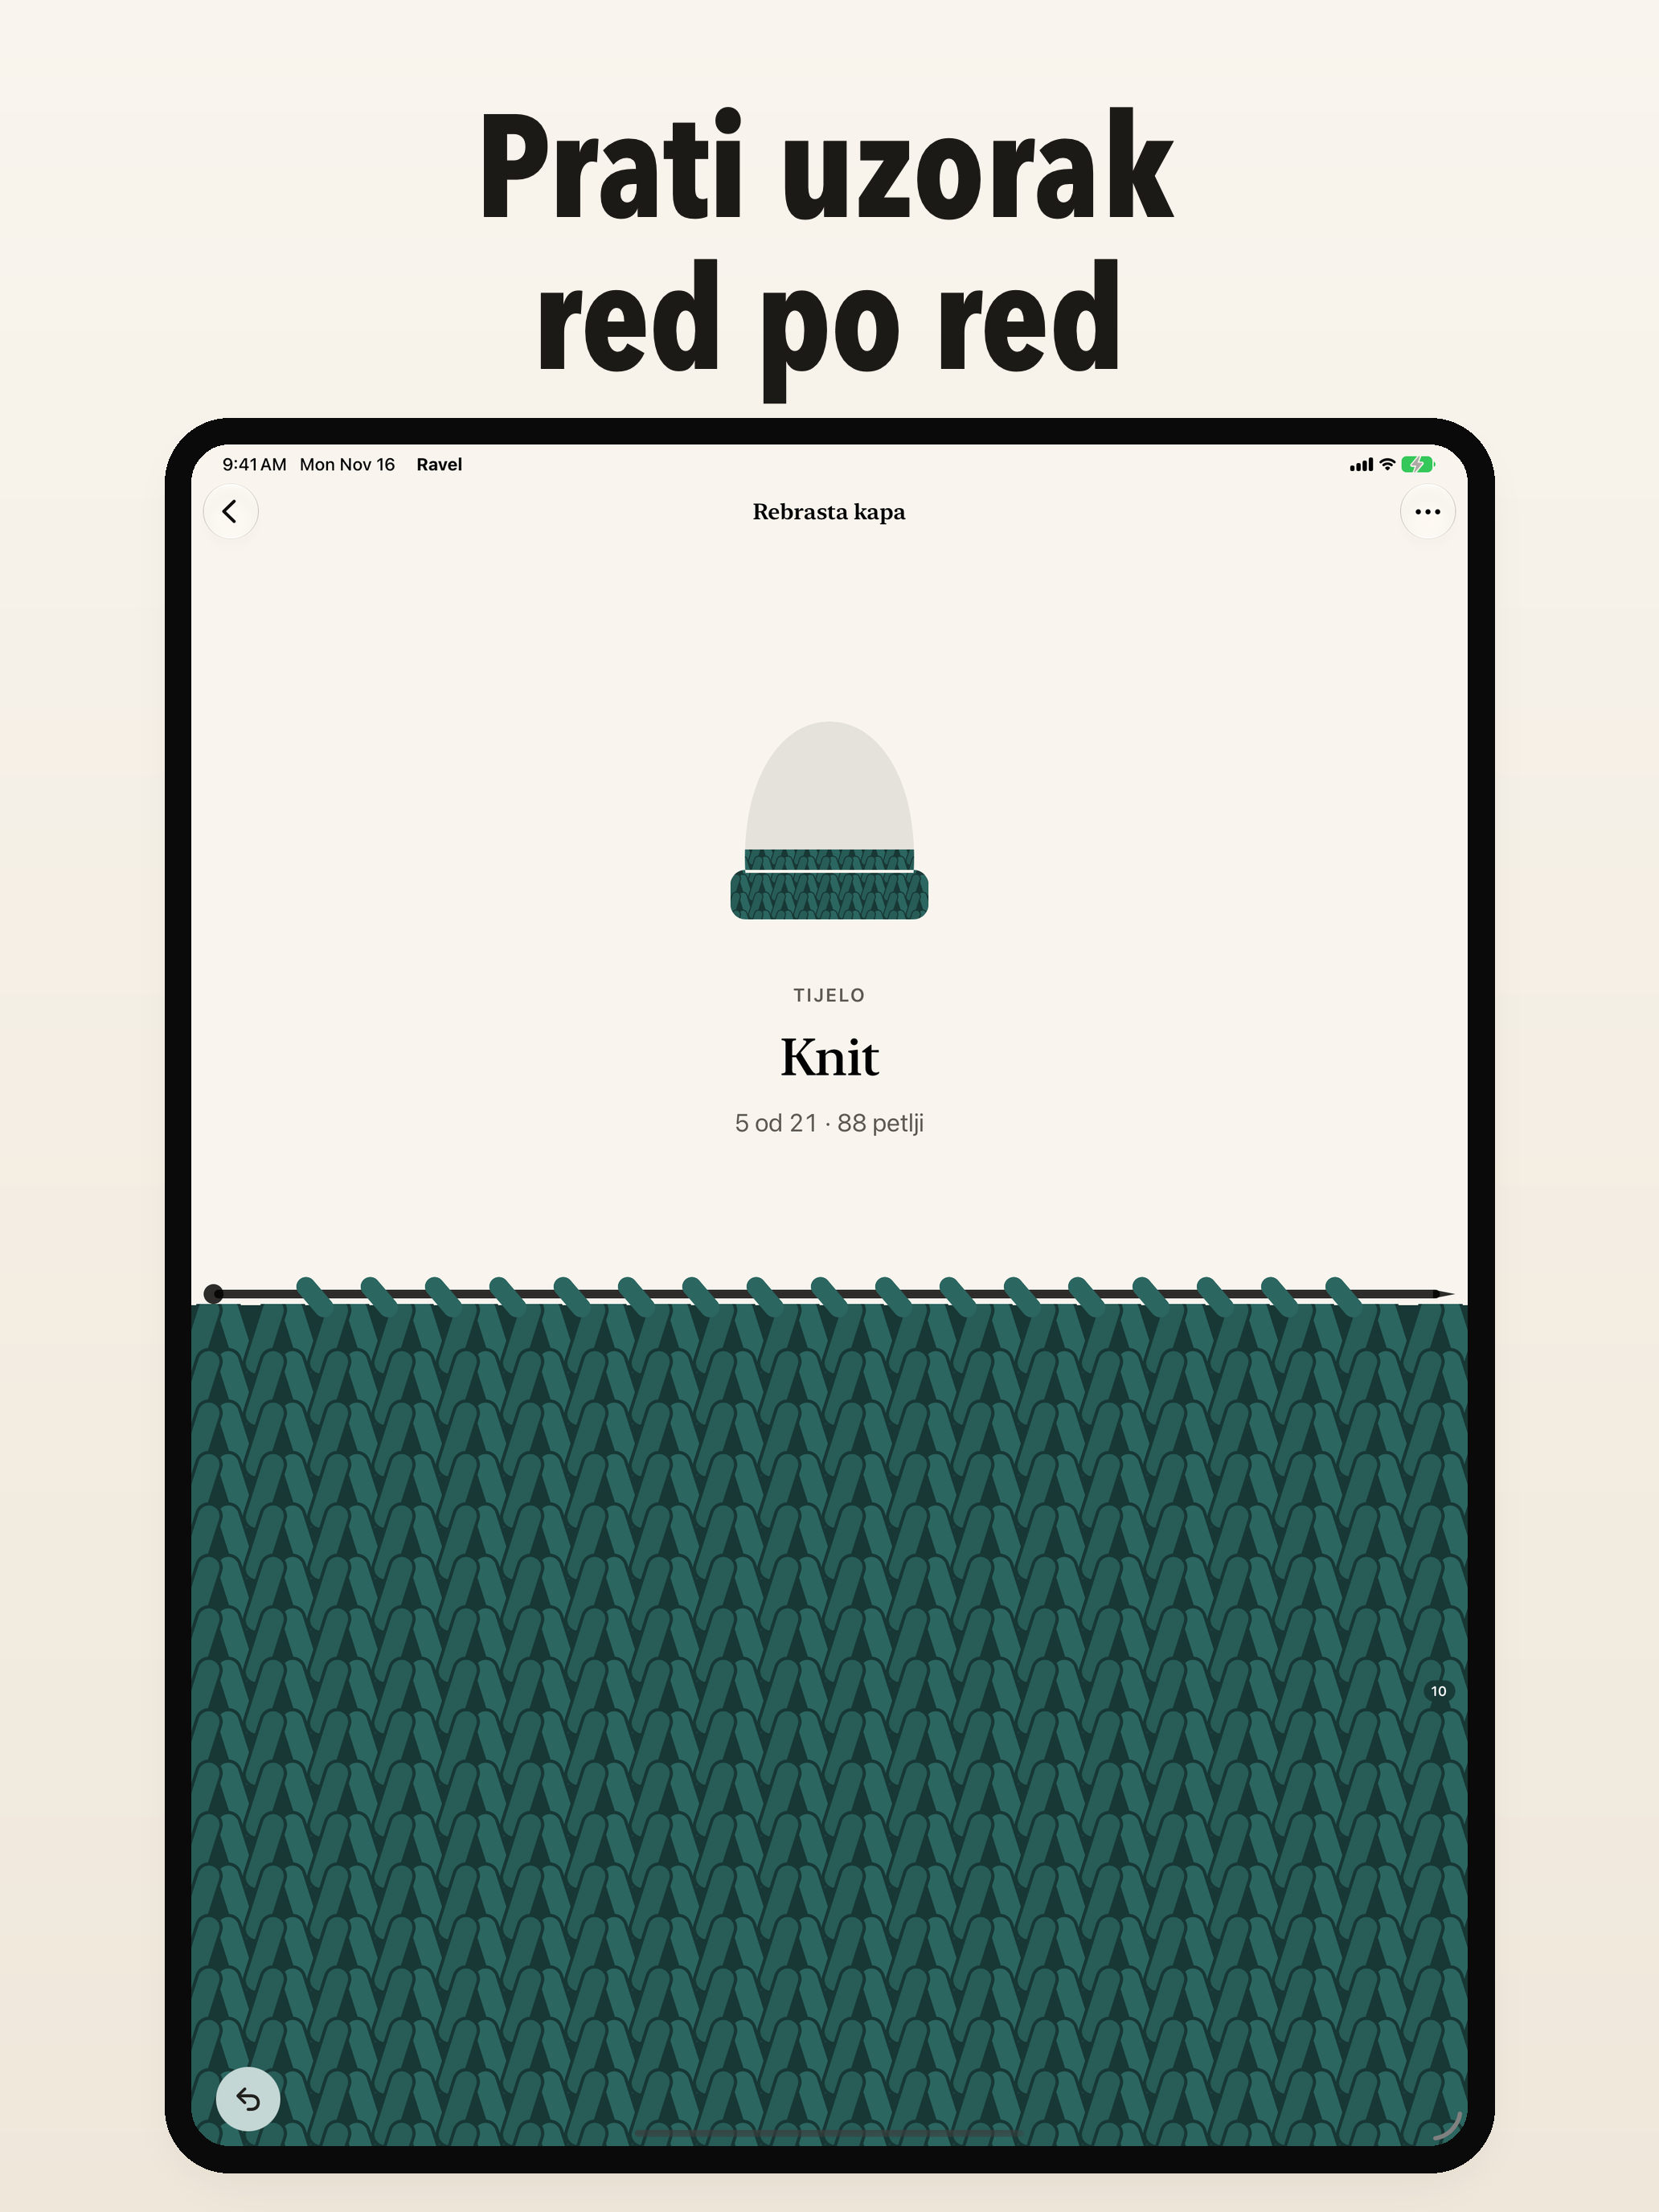 Prati uzorak
red po red
9:41 AM Mon Nov 16 Ravel
Rebrasta kapa
TIJELO
Knit
5 od 21 · 88 petlji
10